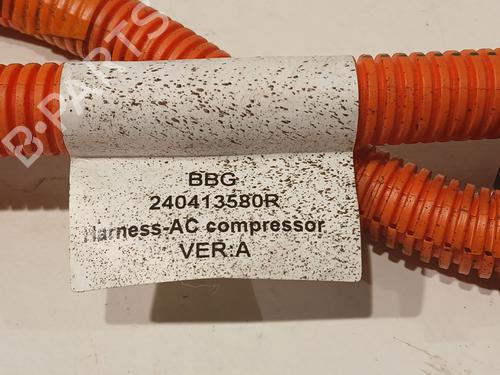 B-PARTS
BBG
240413580R
Harness-AC compressor
VER:A